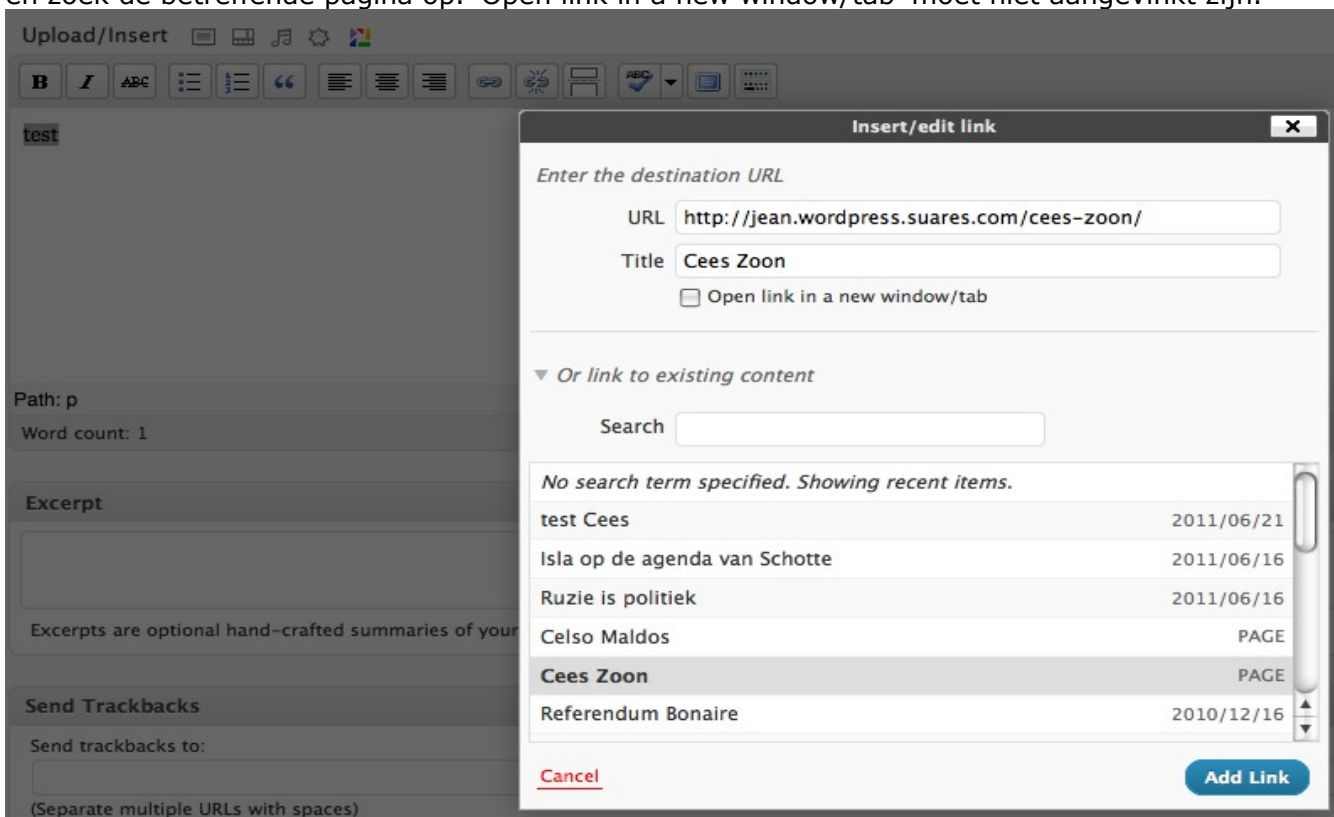 en zoek de betreffende pagina op. 'Open link in a new window/tab' moet niet aangevinkt zijn.
Upload/Insert
B I ABC ABC
test
Insert/edit link
Enter the destination URL
URL http://jean.wordpress.suares.com/cees-zoon/
Title Cees Zoon
Open link in a new window/tab
Or link to existing content
Path: p
Search
Word count: 1
No search term specified. Showing recent items.
Excerpt
test Cees 2011/06/21
Isla op de agenda van Schotte 2011/06/16
Ruzie is politiek 2011/06/16
Excerpts are optional hand-crafted summaries of your
Celso Maldos PAGE
Cees Zoon PAGE
Send Trackbacks
Referendum Bonaire 2010/12/16
Send trackbacks to:
Cancel Add Link
(Separate multiple URLs with spaces)